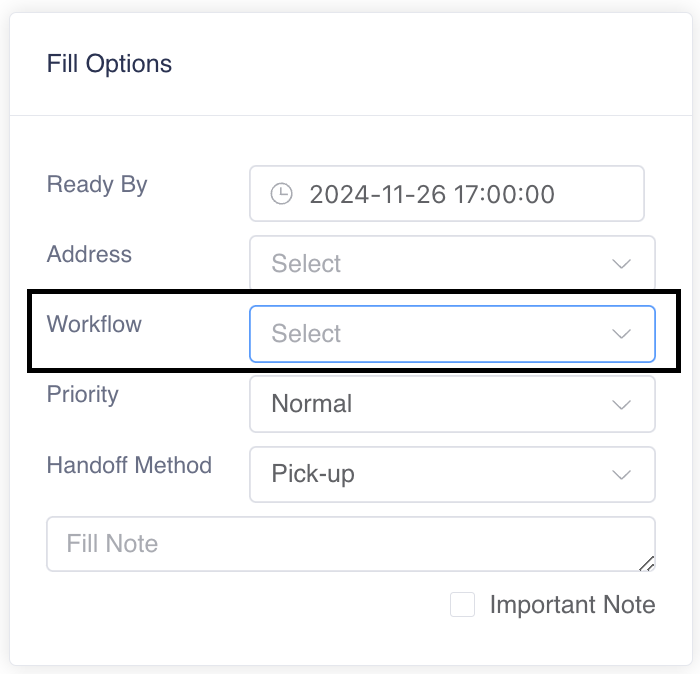 Fill Options
Ready By 2024-11-26 17:00:00
Address Select
Workflow Select
Priority Normal
Handoff Method Pick-up
Fill Note
Important Note